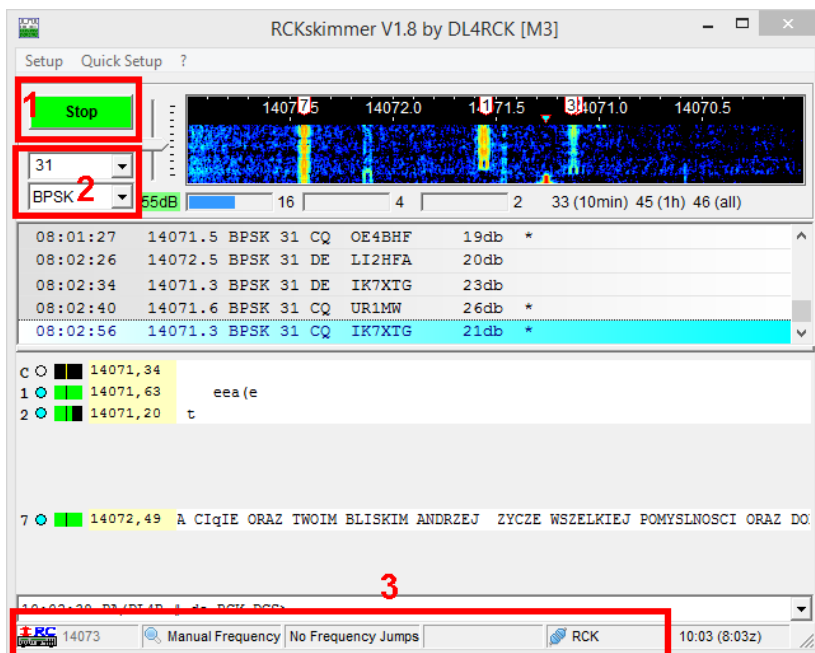 RCKskimmer V1.8 by DL4RCK [M3]
Setup Quick Setup ?
1 Stop
14072.0
14071.0
14070.5
7
1
3
31
BPSK 2
55dB 16 4 2 33 (10min) 45 (1h) 46 (all)
08:01:27 14071.5 BPSK 31 CQ OE4BHF 19db *
08:02:26 14072.5 BPSK 31 DE LI2HFA 20db
08:02:34 14071.3 BPSK 31 DE IK7XTG 23db
08:02:40 14071.6 BPSK 31 CQ UR1MW 26db *
08:02:56 14071.3 BPSK 31 CQ IK7XTG 21db *
C 14071,34
1 14071,63 eea(e
2 14071,20 t
7 14072,49 A CIqIE ORAZ TWOIM BLISKIM ANDRZEJ ZYCZE WSZELKIEJ POMYSLNOSCI ORAZ DO
3
RC 14073 Manual Frequency No Frequency Jumps RCK 10:03 (8:03z)